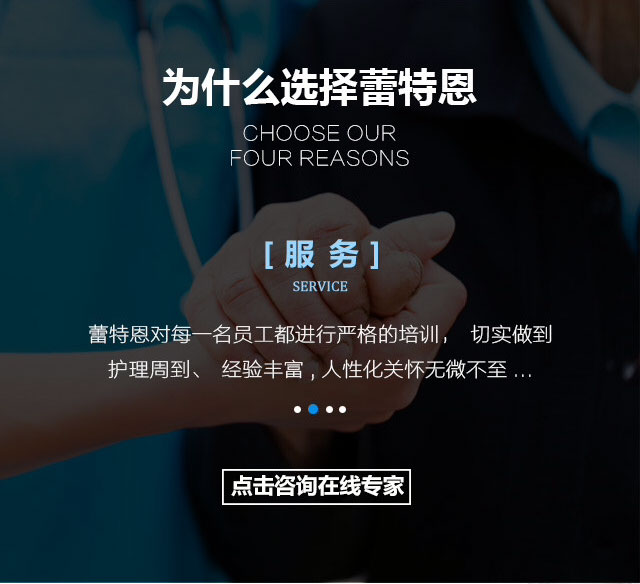 为什么选择蕾特恩
CHOOSE OUR
FOUR REASONS
[ 服 务 ]
SERVICE
蕾特恩对每一名员工都进行严格的培训， 切实做到
护理周到、 经验丰富 , 人性化关怀无微不至 ...
点击咨询在线专家